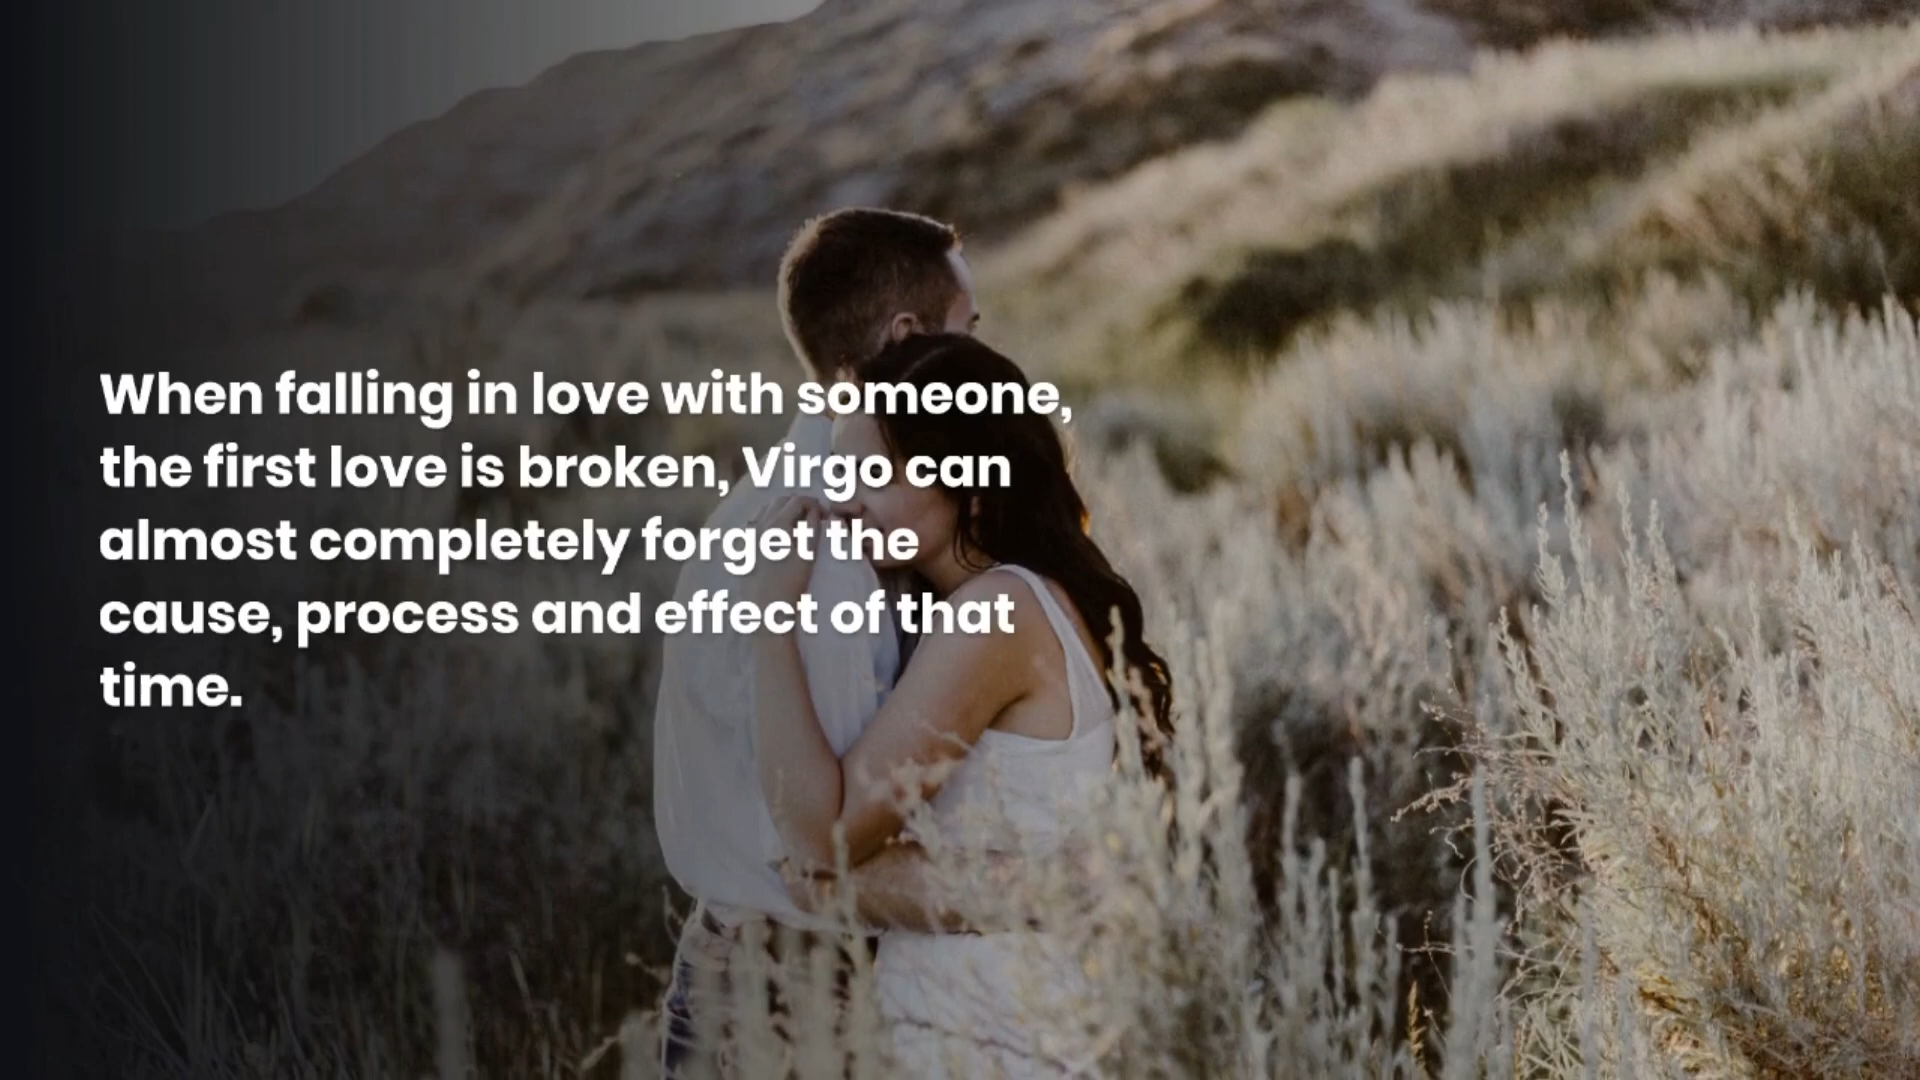 When falling in love with someone,
the first love is broken, Virgo can
almost completely forget the
cause, process and effect of that
time.